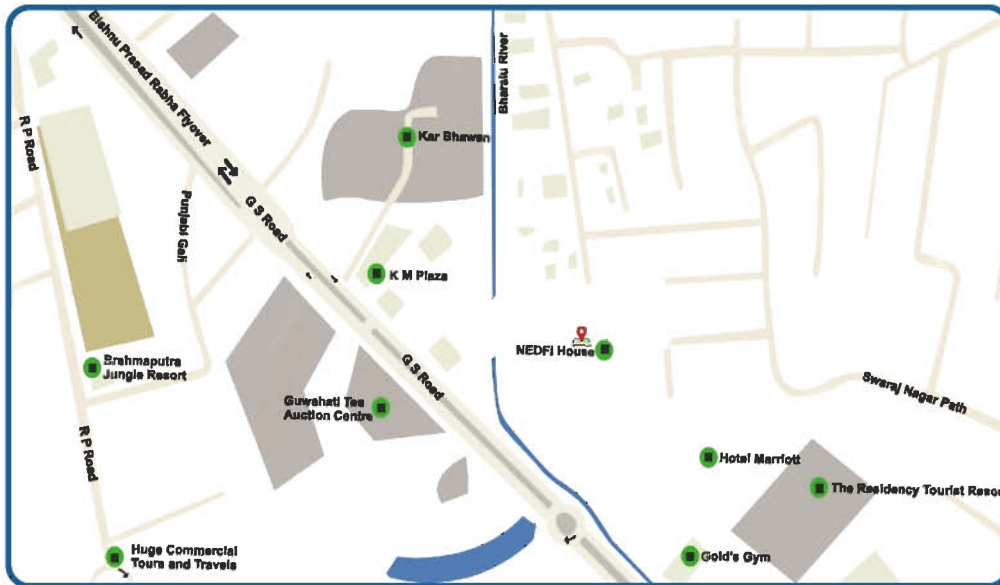 Bishnu Prasad Rabha Flyover
Bharalu River
R P Road
Kar Bhawan
Punjabi Gali
G S Road
K M Plaza
NEDFi House
Brahmaputra
Jungle Resort
G S Road
Swaraj Nagar Path
Guwahati Tea
Auction Centre
R P Road
Hotel Marriott
The Residency Tourist Resor
Huge Commercial
Tours and Travels
Gold's Gym